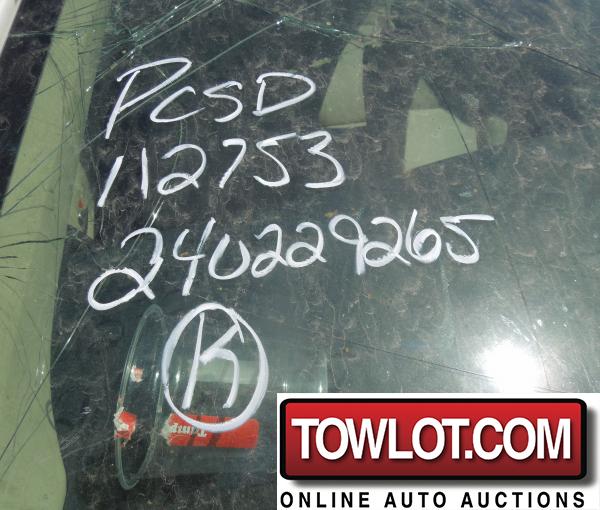 PCSD
112753
240229265
K
TOWLOT.COM
ONLINE AUTO AUCTIONS